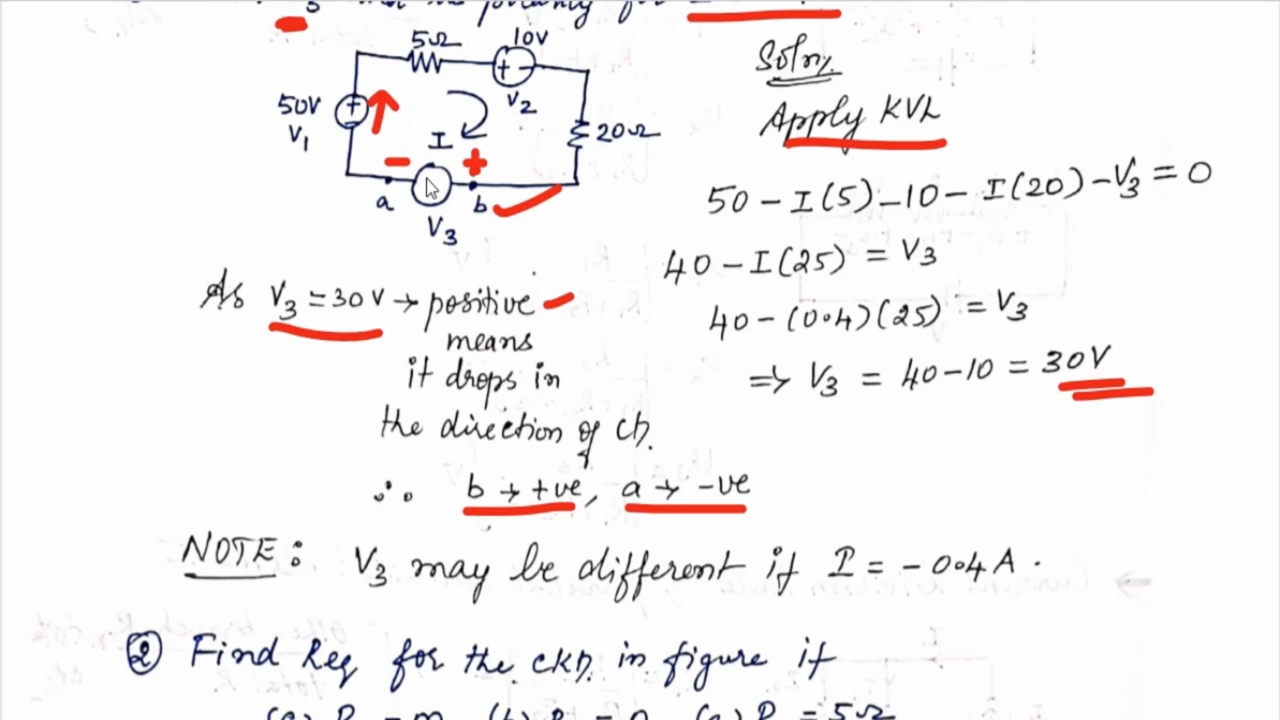 5Ω 10V
50V
V₁
V₂
20Ω
I
- +
a b
V₃
Soln,
Apply KVL
50 - I(5) - 10 - I(20) - V₃ = 0
40 - I(25) = V₃
40 - (0.4)(25) = V₃
⇒ V₃ = 40 - 10 = 30V
As V₃ = 30V → positive
means
it drops in
the direction of ct.
∴ b → +ve, a → -ve
NOTE: V₃ may be different if I = -0.4A.
② Find Req for the ckt. in figure if